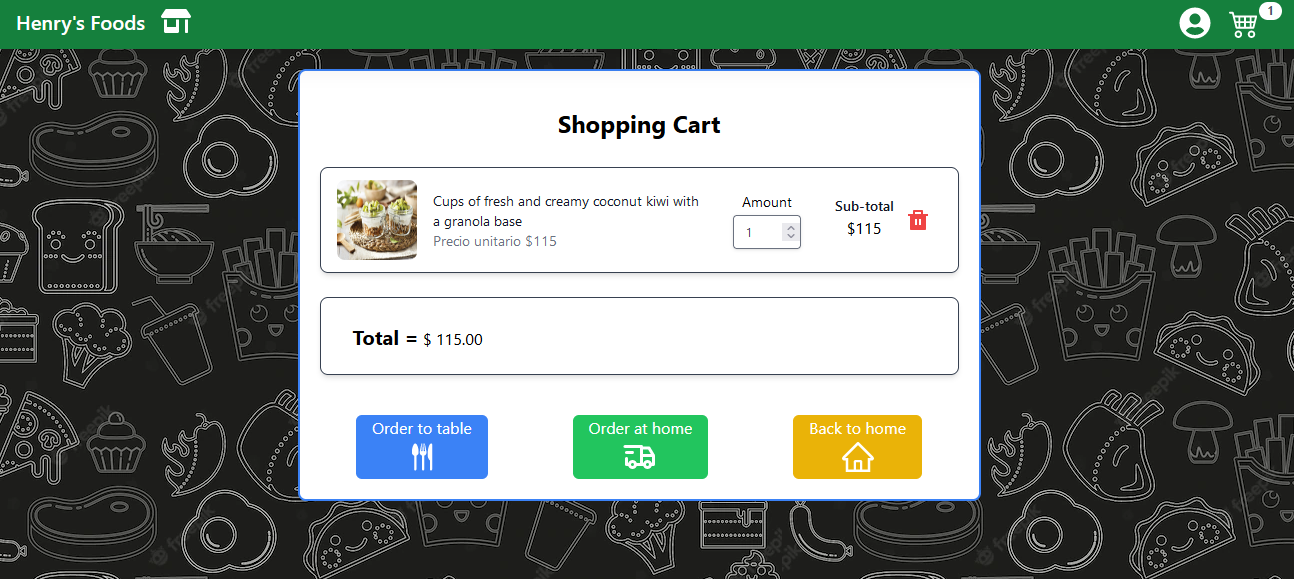 Henry's Foods
1
Shopping Cart
Cups of fresh and creamy coconut kiwi with
a granola base
Precio unitario $115
Amount
1
Sub-total
$115
Total = $ 115.00
Order to table
Order at home
Back to home